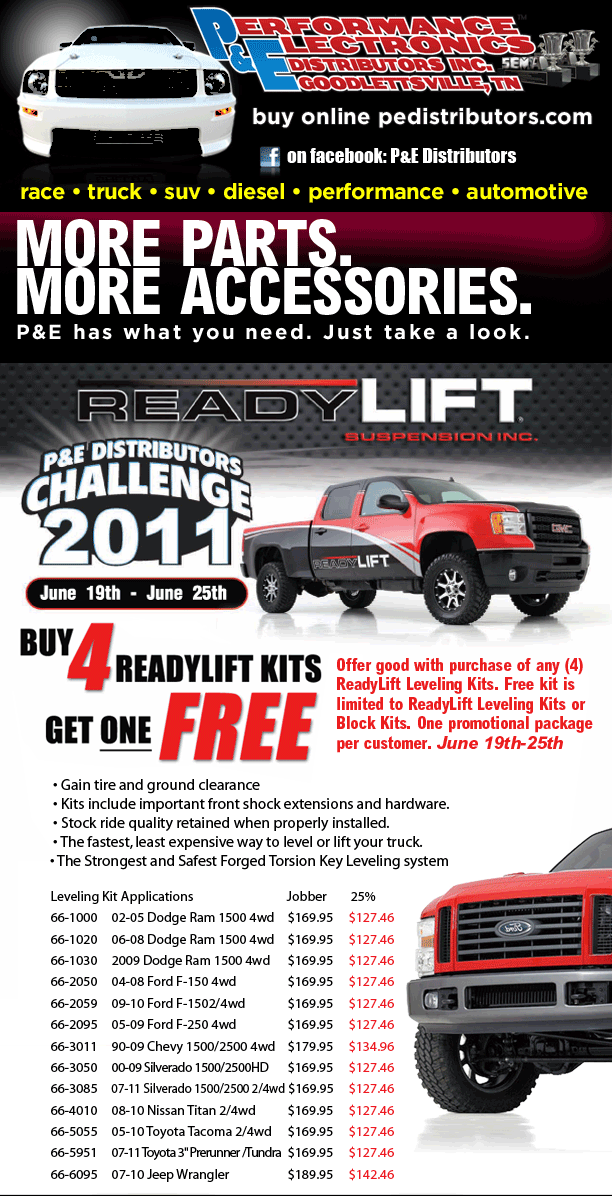 PERFORMANCE
P&E ELECTRONICS
DISTRIBUTORS INC.
GOODLETTSVILLE, TN
SEMA
buy online pedistributors.com
f on facebook: P&E Distributors
race • truck • suv • diesel • performance • automotive
MORE PARTS.
MORE ACCESSORIES.
P&E has what you need. Just take a look.
READYLIFT
SUSPENSION INC.
P&E DISTRIBUTORS
CHALLENGE
2011
June 19th - June 25th
GMC
READYLIFT
BUY 4 READYLIFT KITS
GET ONE FREE
Offer good with purchase of any (4)
ReadyLift Leveling Kits. Free kit is
limited to ReadyLift Leveling Kits or
Block Kits. One promotional package
per customer. June 19th-25th
• Gain tire and ground clearance
• Kits include important front shock extensions and hardware.
• Stock ride quality retained when properly installed.
• The fastest, least expensive way to level or lift your truck.
• The Strongest and Safest Forged Torsion Key Leveling system
Leveling Kit Applications Jobber 25%
66-1000 02-05 Dodge Ram 1500 4wd $169.95 $127.46
66-1020 06-08 Dodge Ram 1500 4wd $169.95 $127.46
66-1030 2009 Dodge Ram 1500 4wd $169.95 $127.46
66-2050 04-08 Ford F-150 4wd $169.95 $127.46
66-2059 09-10 Ford F-1502/4wd $169.95 $127.46
66-2095 05-09 Ford F-250 4wd $169.95 $127.46
66-3011 90-09 Chevy 1500/2500 4wd $179.95 $134.96
66-3050 00-09 Silverado 1500/2500HD $169.95 $127.46
66-3085 07-11 Silverado 1500/2500 2/4wd $169.95 $127.46
66-4010 08-10 Nissan Titan 2/4wd $169.95 $127.46
66-5055 05-10 Toyota Tacoma 2/4wd $169.95 $127.46
66-5951 07-11 Toyota 3" Prerunner /Tundra $169.95 $127.46
66-6095 07-10 Jeep Wrangler $189.95 $142.46
Ford